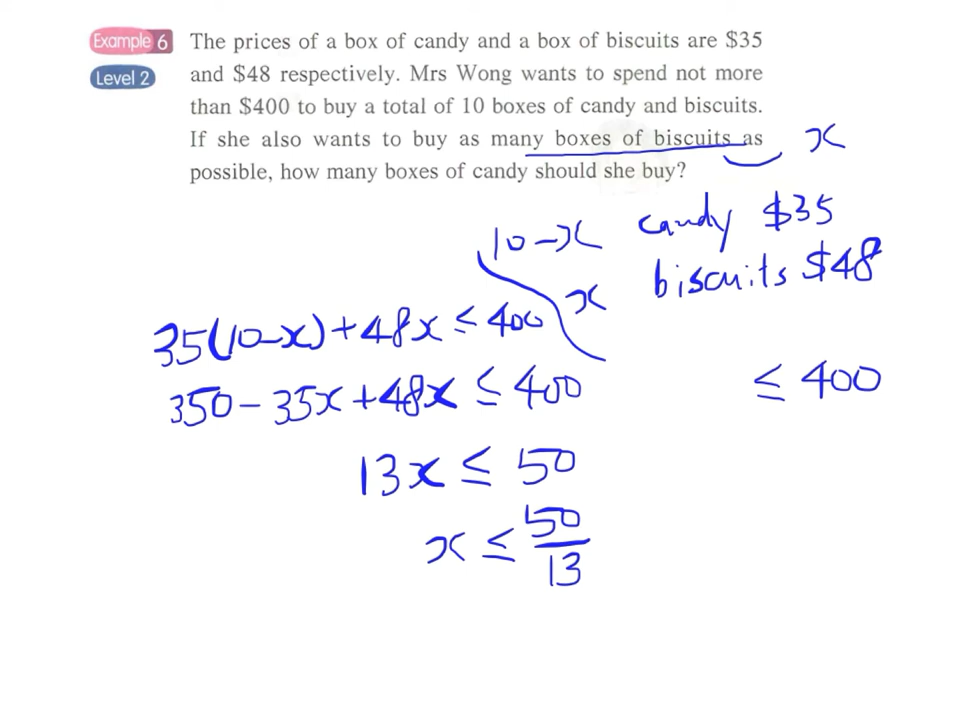 Example 6 The prices of a box of candy and a box of biscuits are $35
Level 2 and $48 respectively. Mrs Wong wants to spend not more
than $400 to buy a total of 10 boxes of candy and biscuits.
If she also wants to buy as many boxes of biscuits as
possible, how many boxes of candy should she buy?
x
10-x candy $35
x biscuits $48
35(10-x)+48x ≤ 400
350-35x+48x ≤ 400
≤ 400
13x ≤ 50
x ≤ 50/13